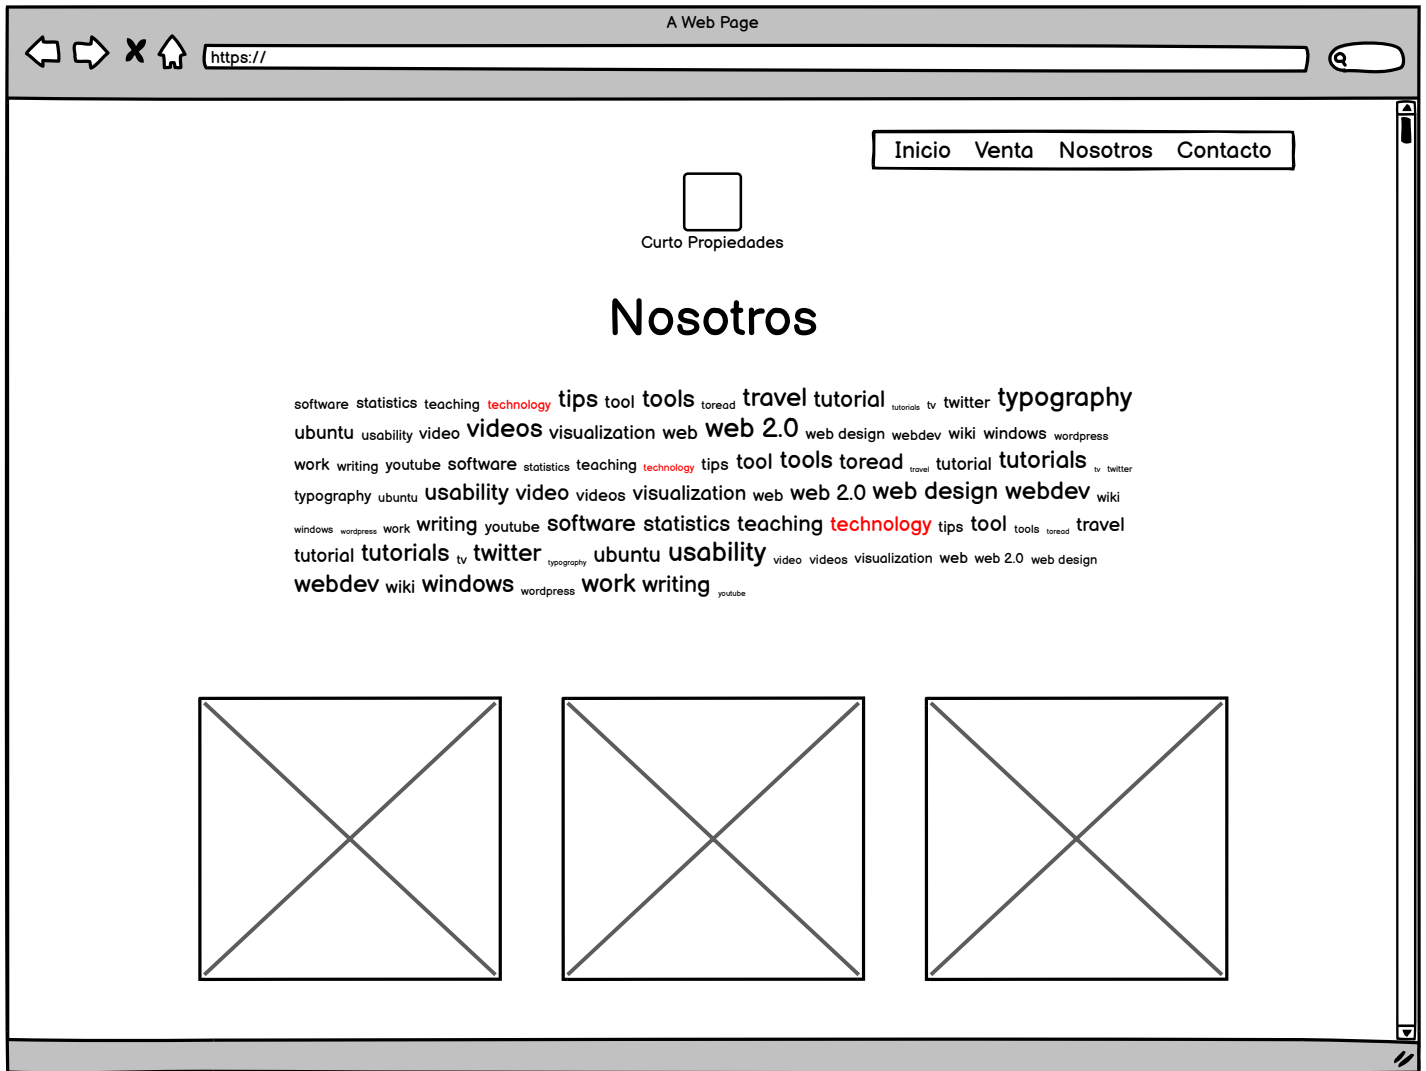 A Web Page
https://
Inicio Venta Nosotros Contacto
Curto Propiedades
Nosotros
software statistics teaching technology tips tool tools toread travel tutorial tutorials tv twitter typography
ubuntu usability video videos visualization web web 2.0 web design webdev wiki windows wordpress
work writing youtube software statistics teaching technology tips tool tools toread travel tutorial tutorials tv twitter
typography ubuntu usability video videos visualization web web 2.0 web design webdev wiki
windows wordpress work writing youtube software statistics teaching technology tips tool tools toread travel
tutorial tutorials tv twitter typography ubuntu usability video videos visualization web web 2.0 web design
webdev wiki windows wordpress work writing youtube